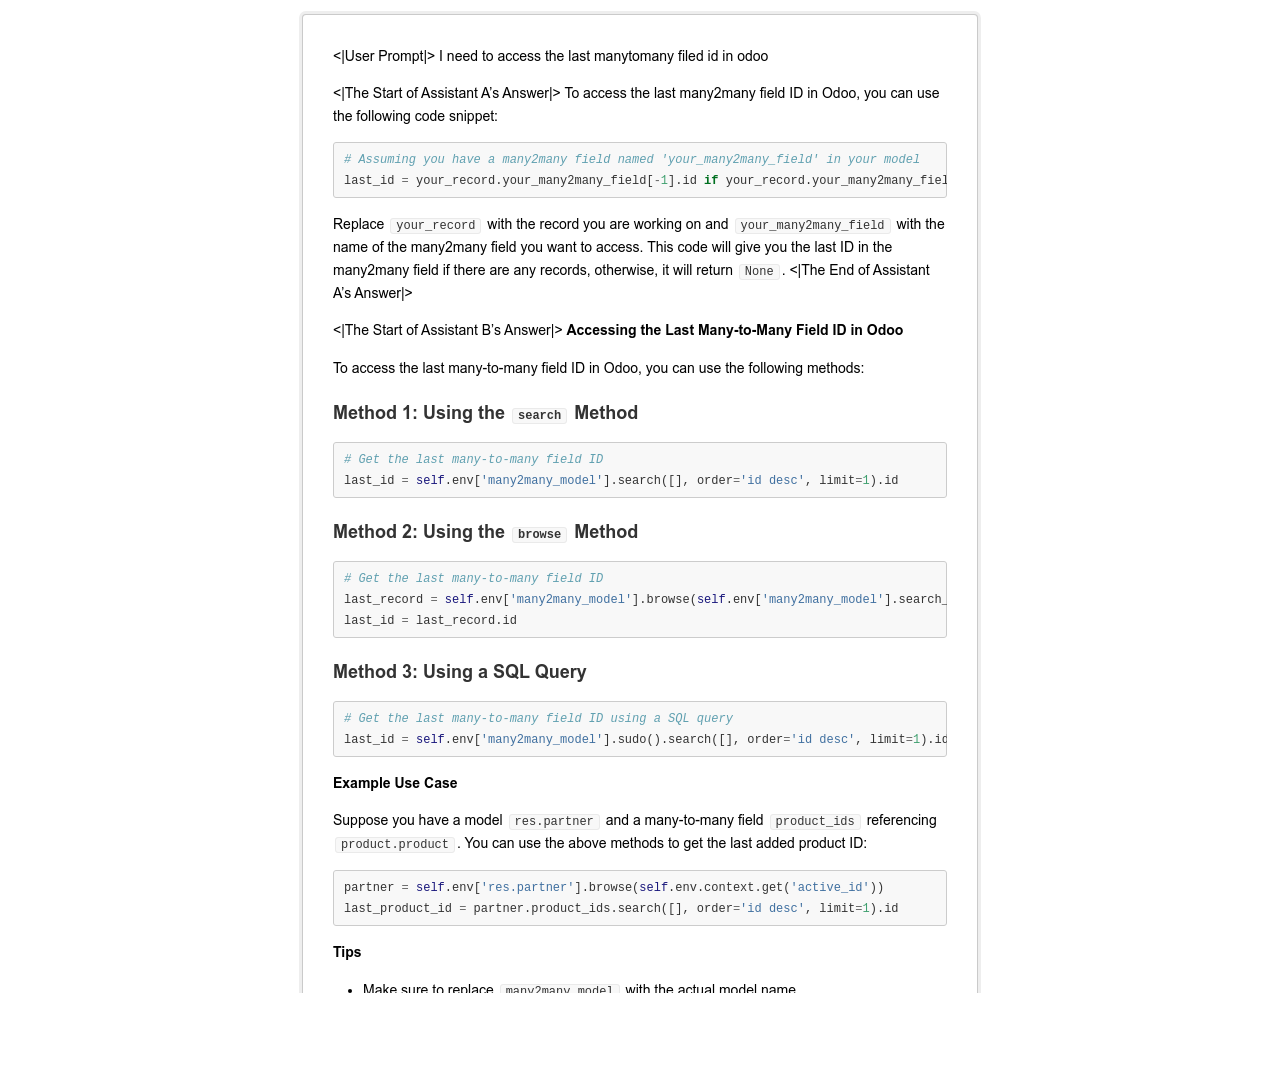 <|User Prompt|> I need to access the last manytomany filed id in odoo
<|The Start of Assistant A’s Answer|> To access the last many2many field ID in Odoo, you can use
the following code snippet:
# Assuming you have a many2many field named 'your_many2many_field' in your model
last_id = your_record.your_many2many_field[-1].id if your_record.your_many2many_fiel
Replace your_record with the record you are working on and your_many2many_field with the
name of the many2many field you want to access. This code will give you the last ID in the
many2many field if there are any records, otherwise, it will return None. <|The End of Assistant
A’s Answer|>
<|The Start of Assistant B’s Answer|> Accessing the Last Many-to-Many Field ID in Odoo
To access the last many-to-many field ID in Odoo, you can use the following methods:
Method 1: Using the search Method
# Get the last many-to-many field ID
last_id = self.env['many2many_model'].search([], order='id desc', limit=1).id
Method 2: Using the browse Method
# Get the last many-to-many field ID
last_record = self.env['many2many_model'].browse(self.env['many2many_model'].search_
last_id = last_record.id
Method 3: Using a SQL Query
# Get the last many-to-many field ID using a SQL query
last_id = self.env['many2many_model'].sudo().search([], order='id desc', limit=1).id
Example Use Case
Suppose you have a model res.partner and a many-to-many field product_ids referencing
product.product. You can use the above methods to get the last added product ID:
partner = self.env['res.partner'].browse(self.env.context.get('active_id'))
last_product_id = partner.product_ids.search([], order='id desc', limit=1).id
Tips
• Make sure to replace many2many_model with the actual model name